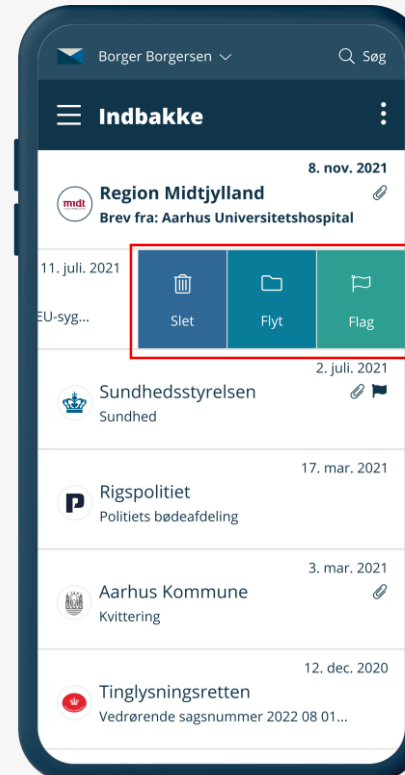 Borger Borgersen
Søg
Indbakke
8. nov. 2021
midt
Region Midtjylland
Brev fra: Aarhus Universitetshospital
11. juli. 2021
EU-syg...
Slet
Flyt
Flag
2. juli. 2021
Sundhedsstyrelsen
Sundhed
17. mar. 2021
P
Rigspolitiet
Politiets bødeafdeling
3. mar. 2021
Aarhus Kommune
Kvittering
12. dec. 2020
Tinglysningsretten
Vedrørende sagsnummer 2022 08 01...